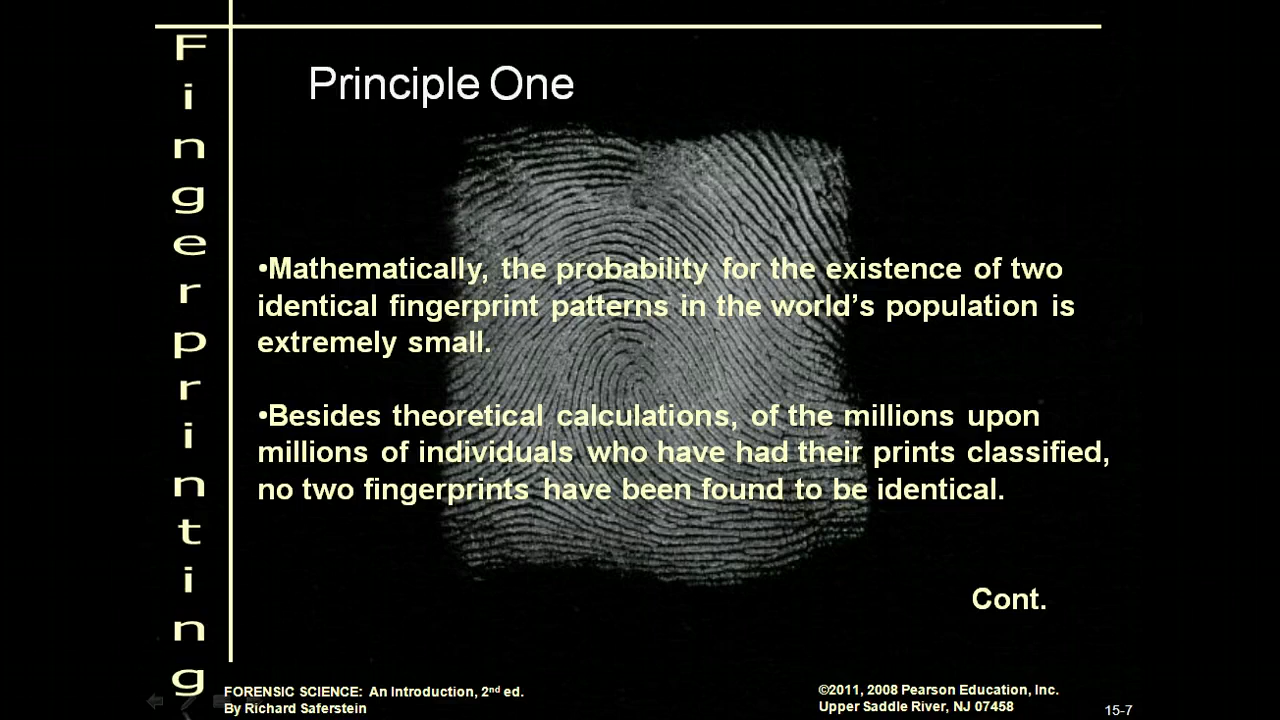 Fingerprinting
Principle One
•Mathematically, the probability for the existence of two
identical fingerprint patterns in the world’s population is
extremely small.
•Besides theoretical calculations, of the millions upon
millions of individuals who have had their prints classified,
no two fingerprints have been found to be identical.
Cont.
FORENSIC SCIENCE: An Introduction, 2nd ed.
By Richard Saferstein
©2011, 2008 Pearson Education, Inc.
Upper Saddle River, NJ 07458
15-7